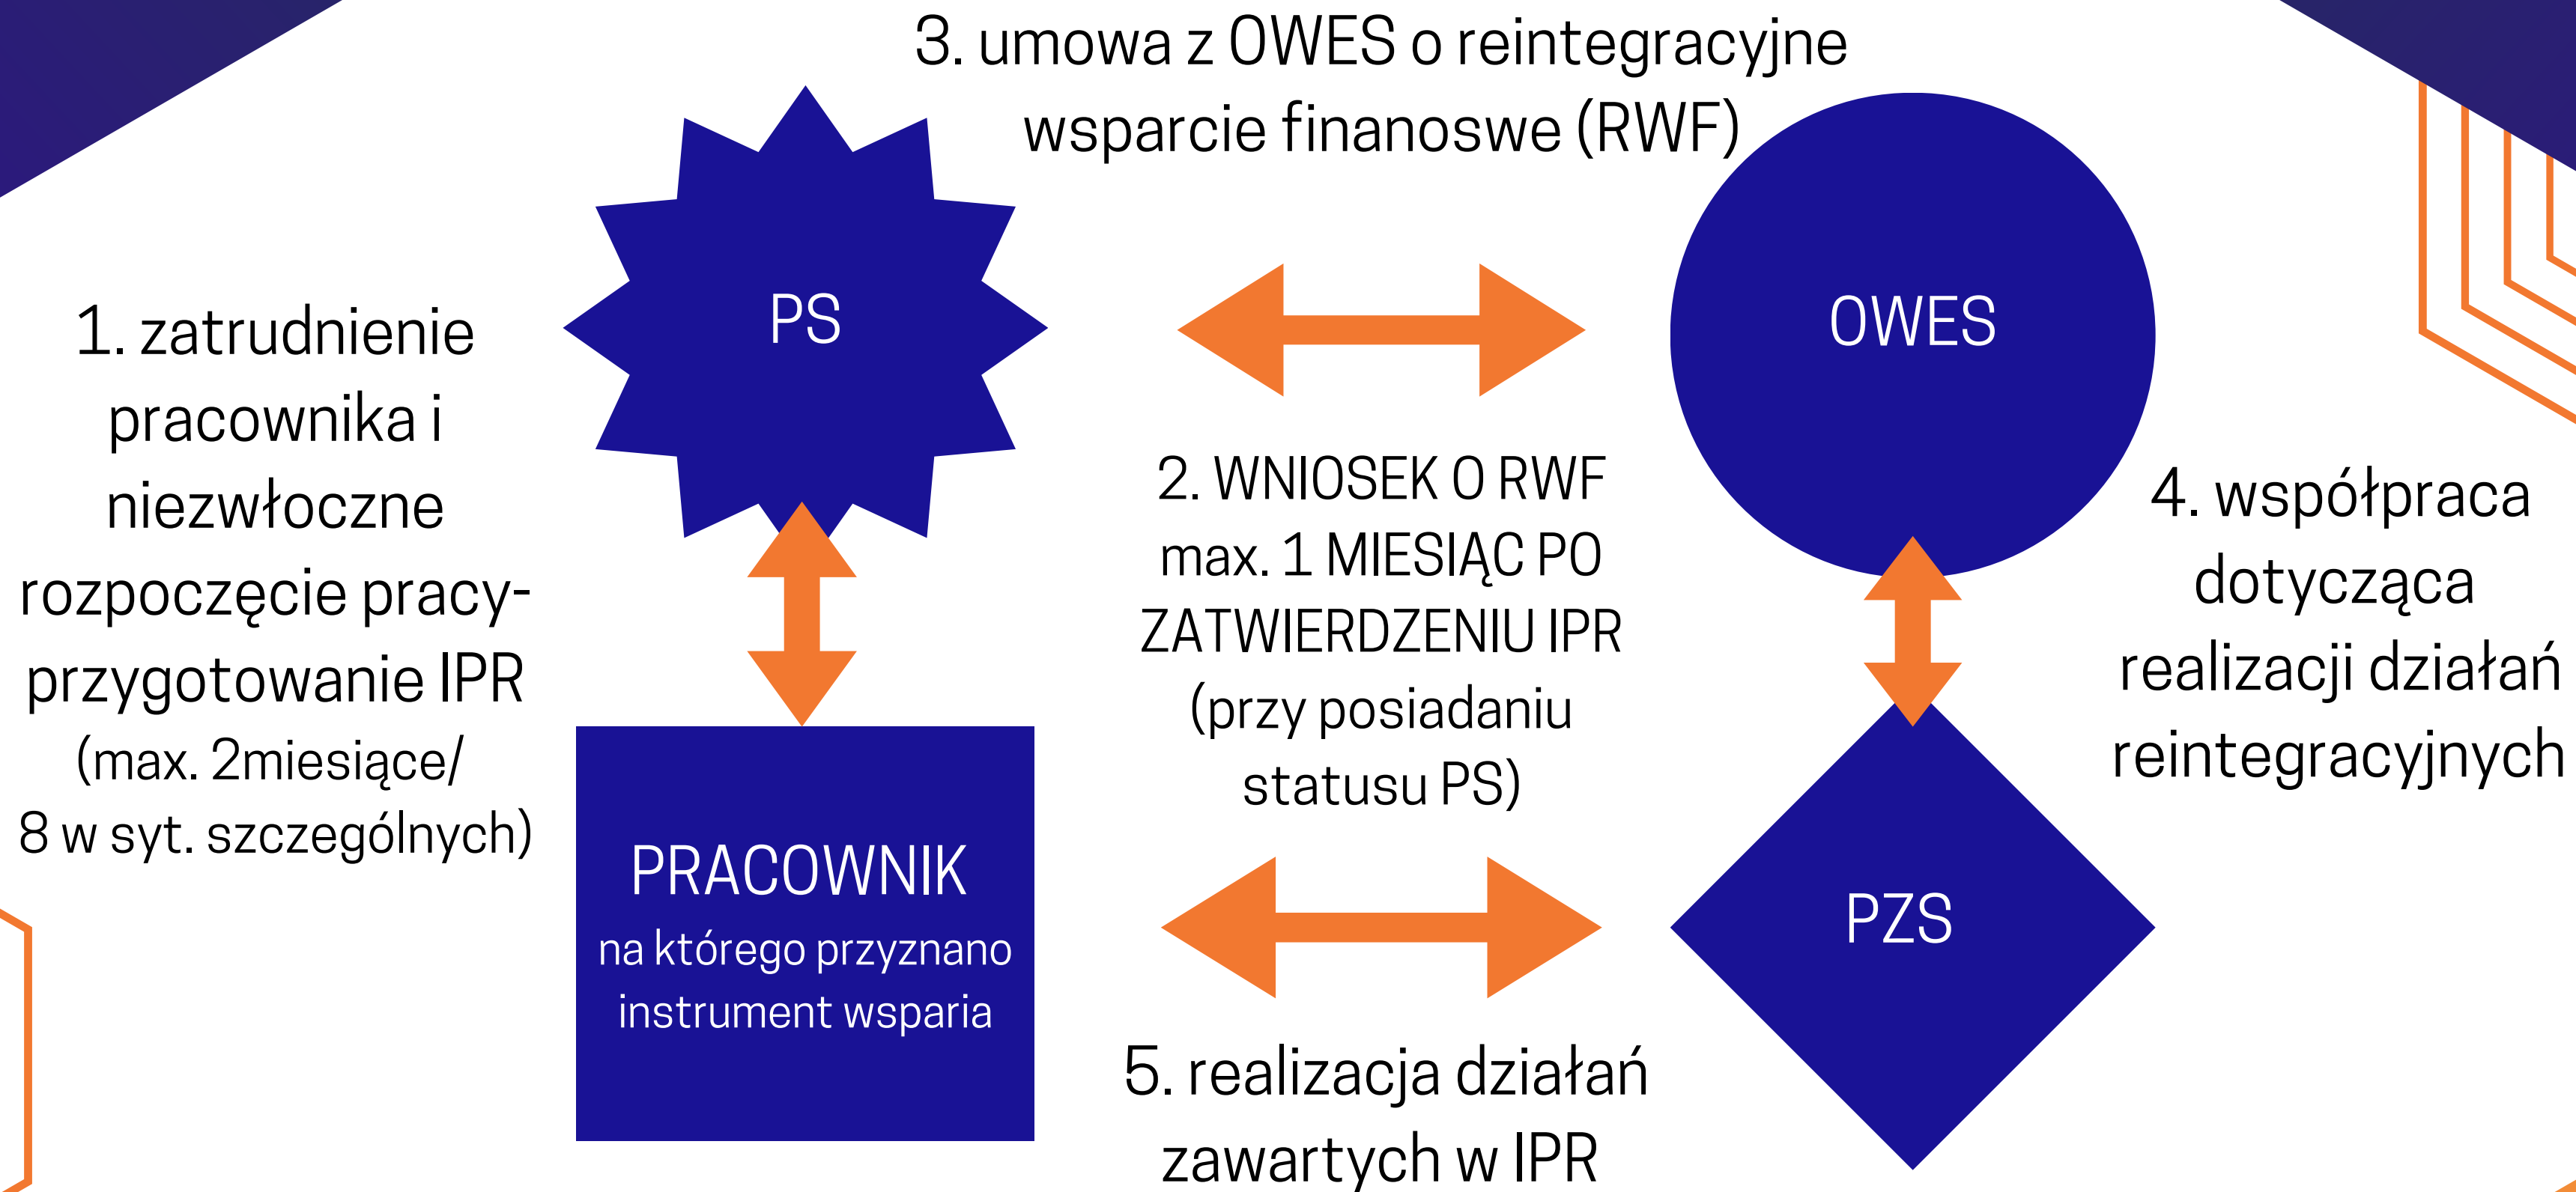 3. umowa z OWES o reintegracyjne
wsparcie finanoswe (RWF)
PS
OWES
1. zatrudnienie
pracownika i
niezwłoczne
rozpoczęcie pracy-
przygotowanie IPR
(max. 2miesiące/
8 w syt. szczególnych)
2. WNIOSEK O RWF
max. 1 MIESIĄC PO
ZATWIERDZENIU IPR
(przy posiadaniu
statusu PS)
4. współpraca
dotycząca
realizacji działań
reintegracyjnych
PRACOWNIK
na którego przyznano
instrument wsparia
PZS
5. realizacja działań
zawartych w IPR